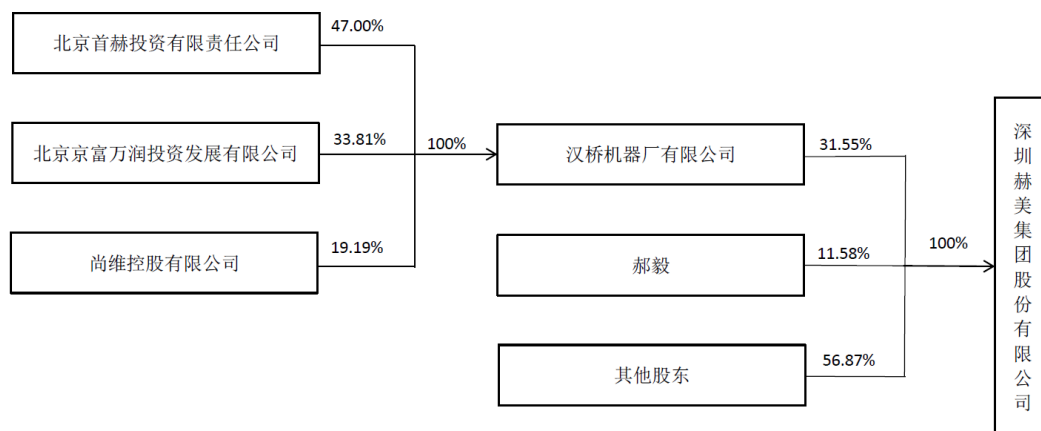 北京首赫投资有限责任公司
47.00%
北京京富万润投资发展有限公司
33.81%
尚维控股有限公司
19.19%
100%
汉桥机器厂有限公司
31.55%
郝毅
11.58%
其他股东
56.87%
100%
深圳赫美集团股份有限公司